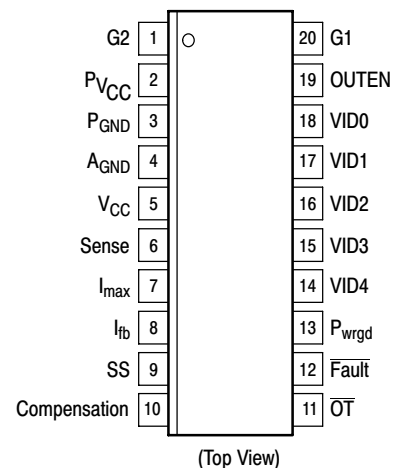 G2 1 20 G1
PVCC 2 19 OUTEN
PGND 3 18 VID0
AGND 4 17 VID1
VCC 5 16 VID2
Sense 6 15 VID3
Imax 7 14 VID4
Ifb 8 13 Pwrgd
SS 9 12 Fault
Compensation 10 11 OT
(Top View)